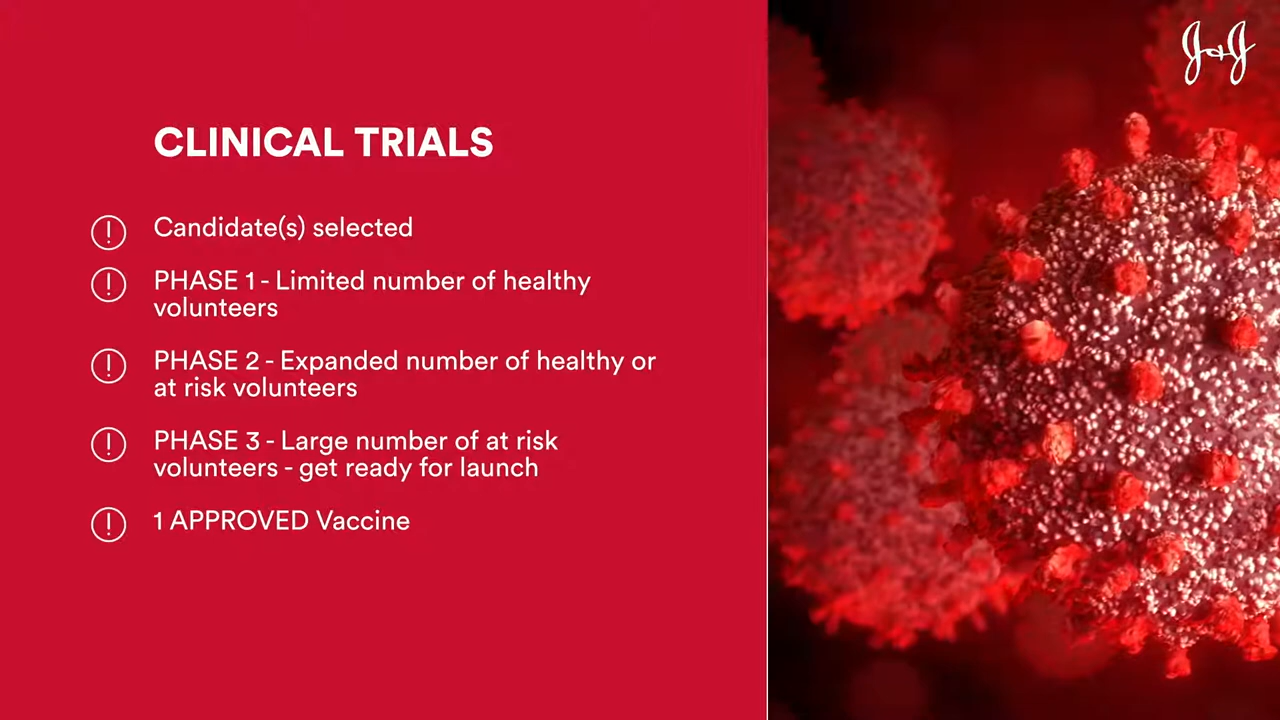 J&J
CLINICAL TRIALS
Candidate(s) selected
PHASE 1 - Limited number of healthy
volunteers
PHASE 2 - Expanded number of healthy or
at risk volunteers
PHASE 3 - Large number of at risk
volunteers - get ready for launch
1 APPROVED Vaccine